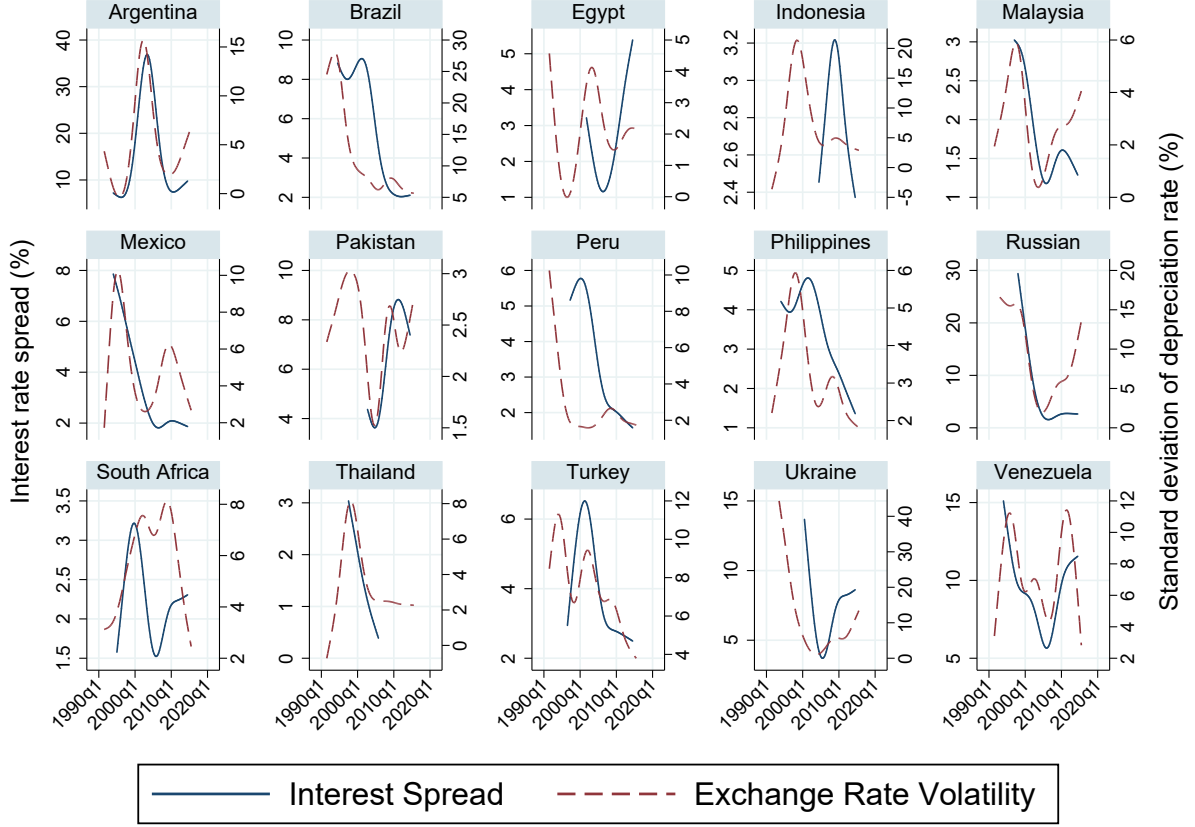 Argentina Brazil Egypt Indonesia Malaysia
40 30 20 10
15 10 5 0
10 8 6 4 2
30 25 20 15 10 5
5 4 3 2 1
5 4 3 2 1 0
3.2 3 2.8 2.6 2.4
20 15 10 5 0 -5
3 2.5 2 1.5 1
6 4 2 0
Mexico Pakistan Peru Philippines Russian
8 6 4 2
10 8 6 4 2
10 8 6 4
3 2.5 2 1.5
6 5 4 3 2
10 8 6 4 2
5 4 3 2 1
6 5 4 3 2
30 20 10 0
20 15 10 5 0
South Africa Thailand Turkey Ukraine Venezuela
3.5 3 2.5 2 1.5
8 6 4 2
3 2 1 0
8 6 4 2 0
6 4 2
12 10 8 6 4
15 10 5
40 30 20 10 0
15 10 5
12 10 8 6 4 2
1990q1 2000q1 2010q1 2020q1
1990q1 2000q1 2010q1 2020q1
1990q1 2000q1 2010q1 2020q1
1990q1 2000q1 2010q1 2020q1
1990q1 2000q1 2010q1 2020q1
Interest rate spread (%)
Standard deviation of depreciation rate (%)
Interest Spread
Exchange Rate Volatility